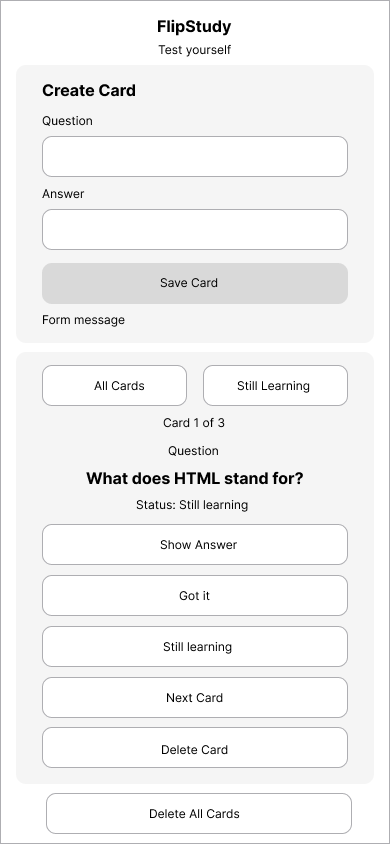 FlipStudy
Test yourself
Create Card
Question
Answer
Save Card
Form message
All Cards
Still Learning
Card 1 of 3
Question
What does HTML stand for?
Status: Still learning
Show Answer
Got it
Still learning
Next Card
Delete Card
Delete All Cards